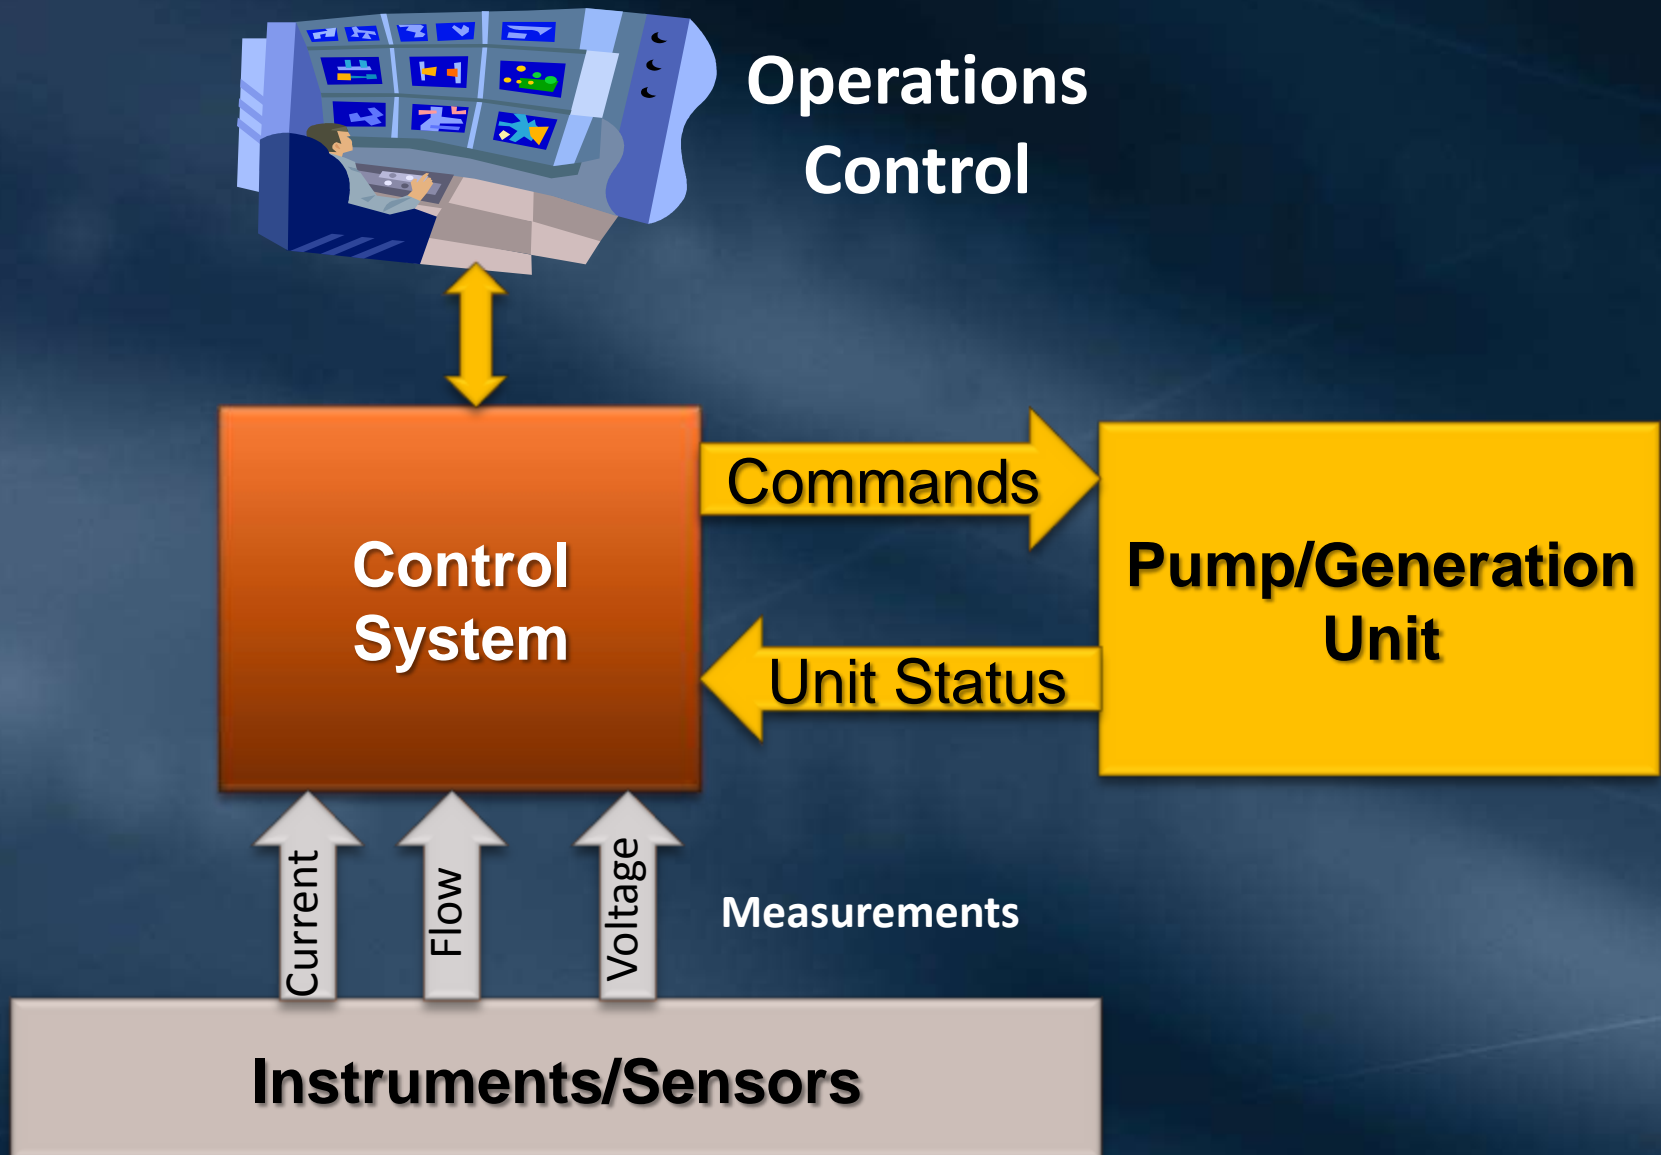 Operations
Control
Commands
Control
System
Pump/Generation
Unit
Unit Status
Current
Flow
Voltage
Measurements
Instruments/Sensors